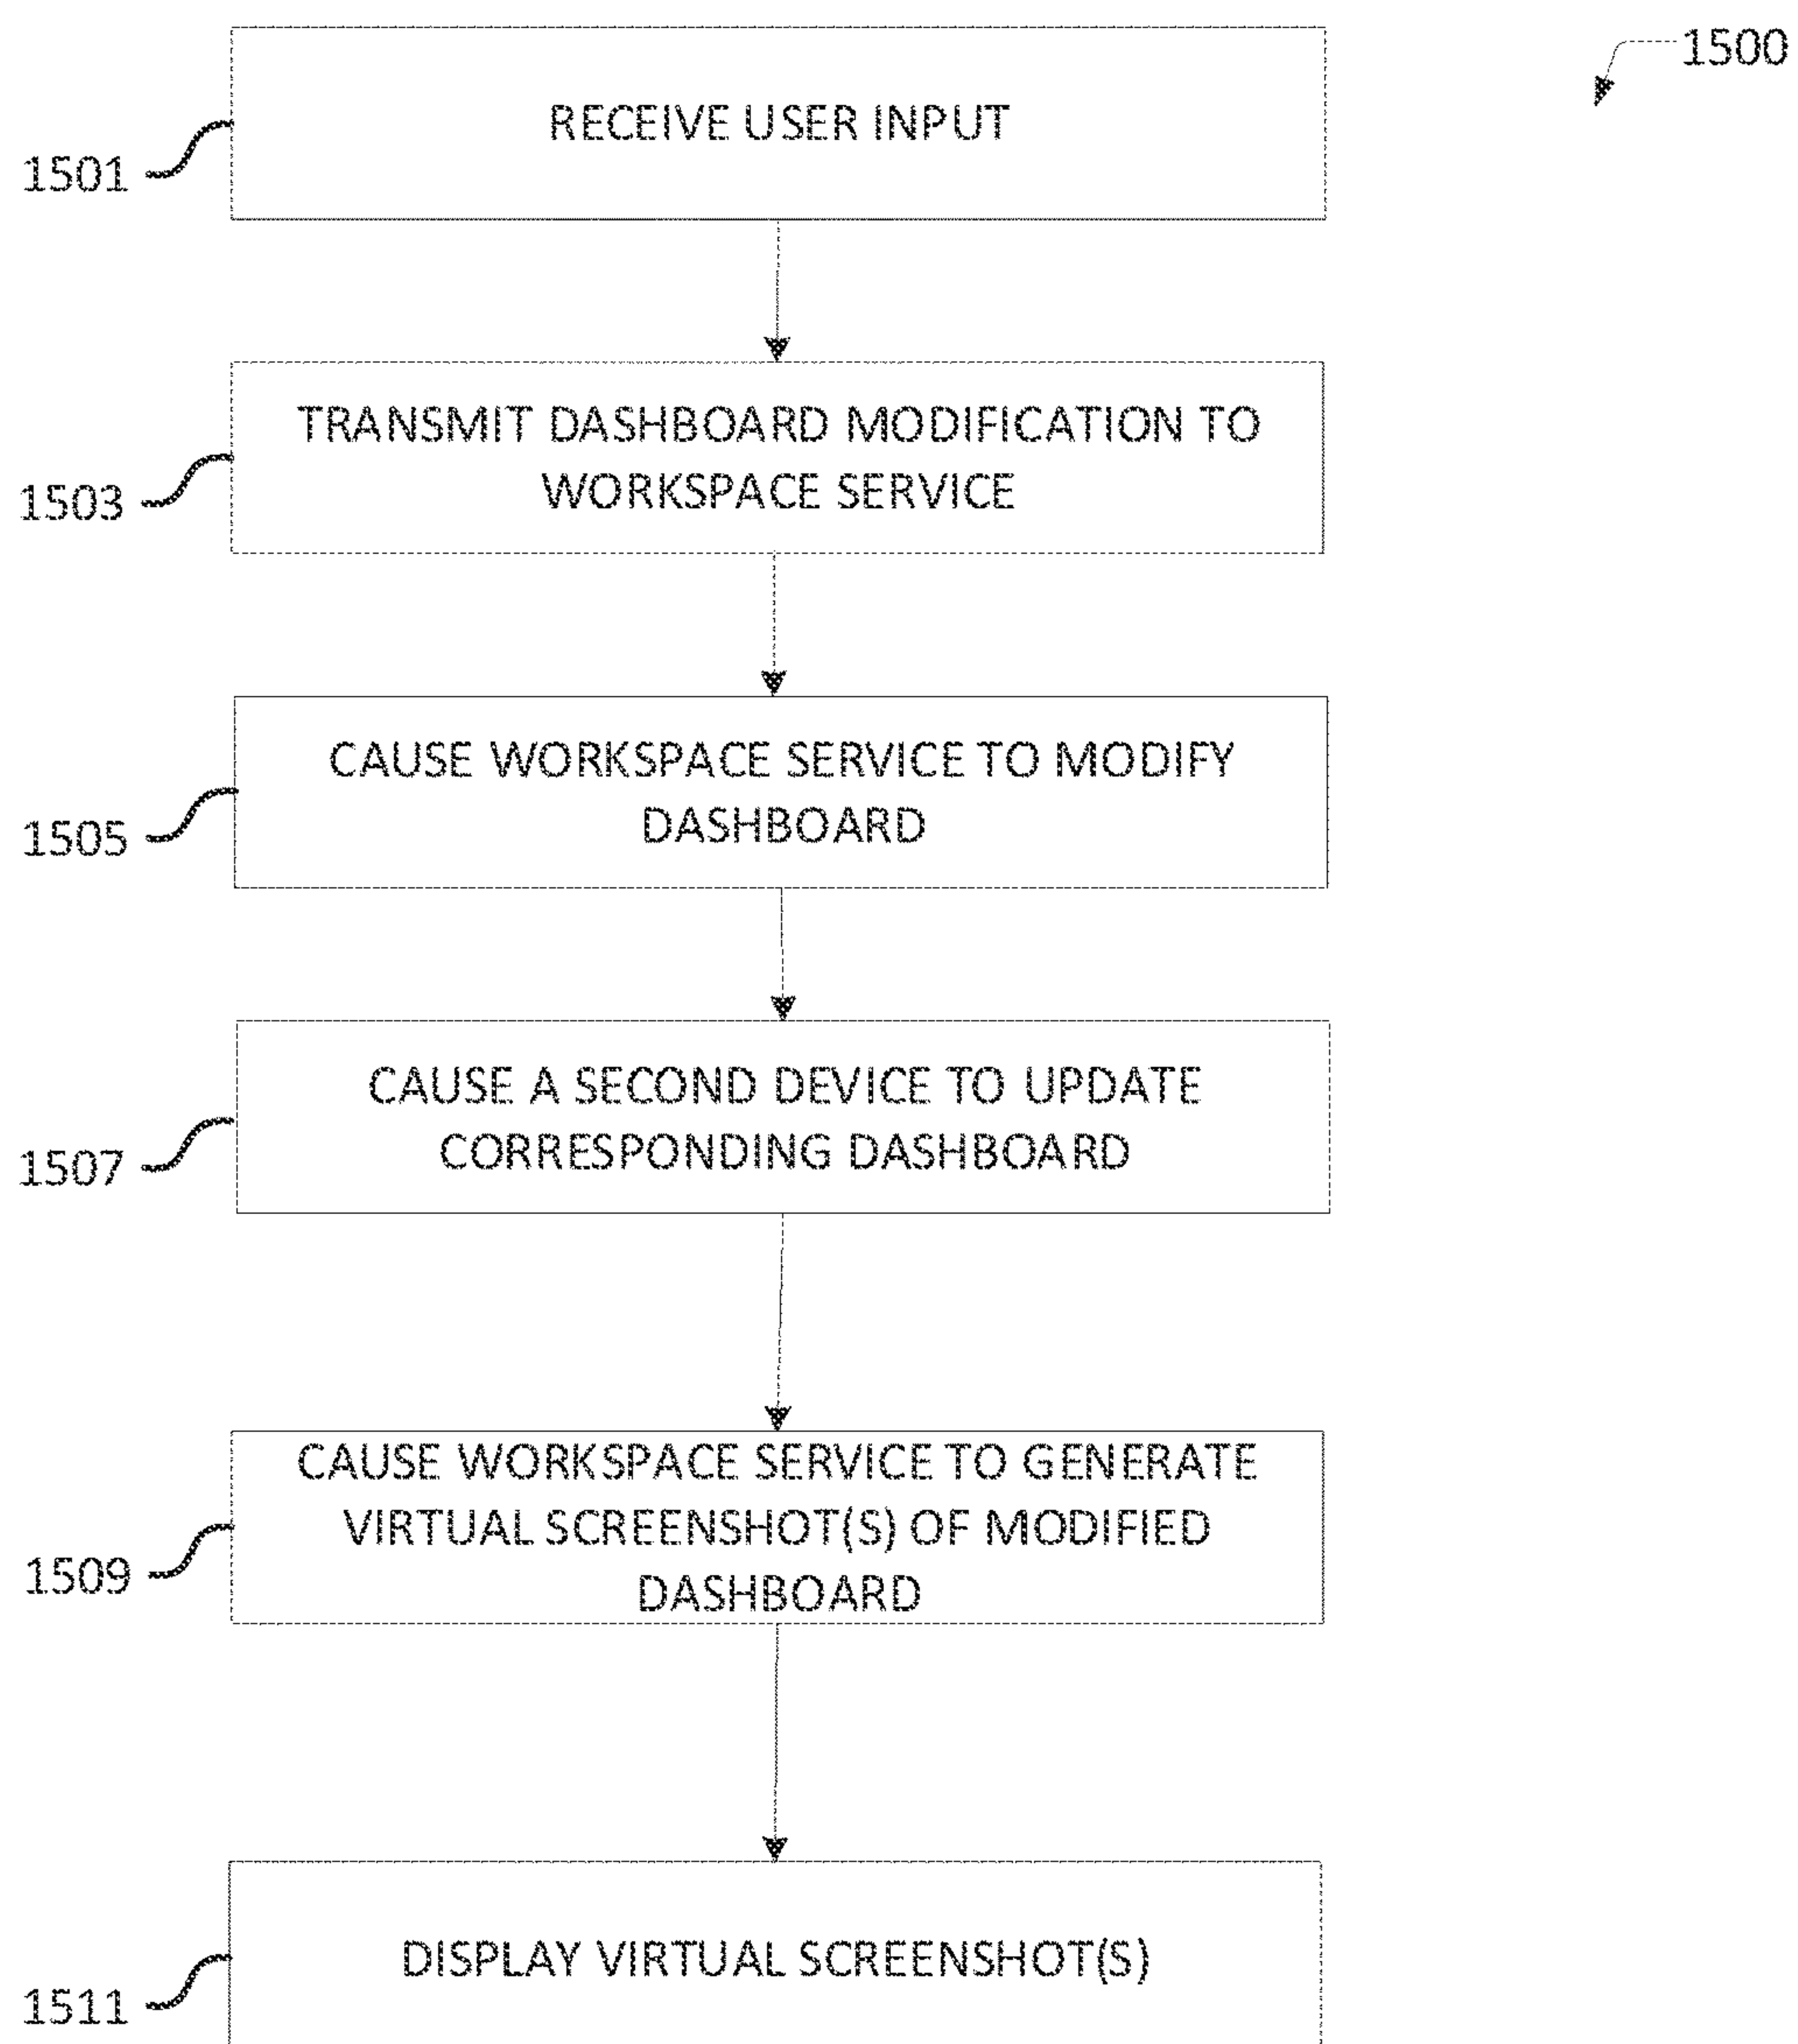 1500
RECEIVE USER INPUT
1501
TRANSMIT DASHBOARD MODIFICATION TO
WORKSPACE SERVICE
1503
CAUSE WORKSPACE SERVICE TO MODIFY
DASHBOARD
1505
CAUSE A SECOND DEVICE TO UPDATE
CORRESPONDING DASHBOARD
1507
CAUSE WORKSPACE SERVICE TO GENERATE
VIRTUAL SCREENSHOT(S) OF MODIFIED
DASHBOARD
1509
DISPLAY VIRTUAL SCREENSHOT(S)
1511